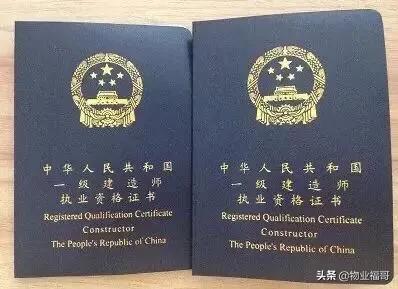 中华人民共和国
一级建造师
执业资格证书
Registered Qualification Certificate
Constructor
The People's Republic of China
中华人民共和国
一级建造师
执业资格证书
Registered Qualification Certificate
Constructor
The People's Republic of China
头条 @物业福哥